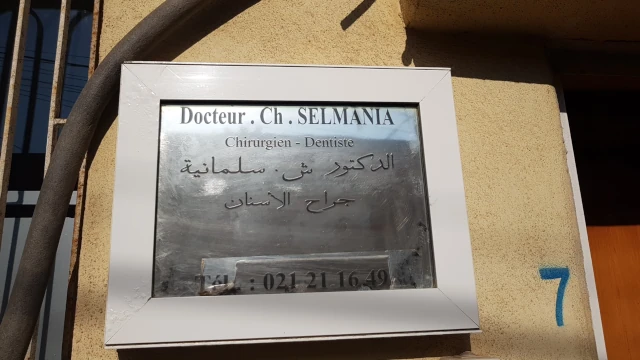 Docteur . Ch . SELMANIA
Chirurgien - Dentiste
الدكتور ش. سلمانية
جراح الأسنان
Tél. : 021 21 16 49
7